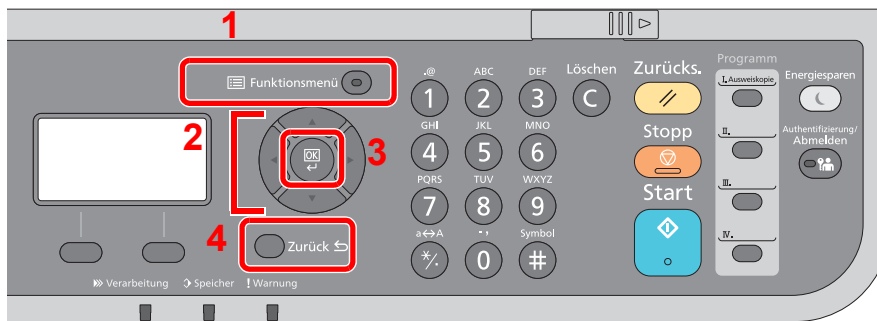 1
Funktionsmenü
2
OK
3
4
Zurück
Verarbeitung
Speicher
! Warnung
.@
ABC
DEF
Löschen
1
2
3
C
GHI
JKL
MNO
4
5
6
PQRS
TUV
WXYZ
7
8
9
a↔A
Symbol
*/.
0
#
Zurücks.
Stopp
Start
Programm
I. Ausweiskopie
II.
III.
IV.
Energiesparen
Authentifizierung/
Abmelden